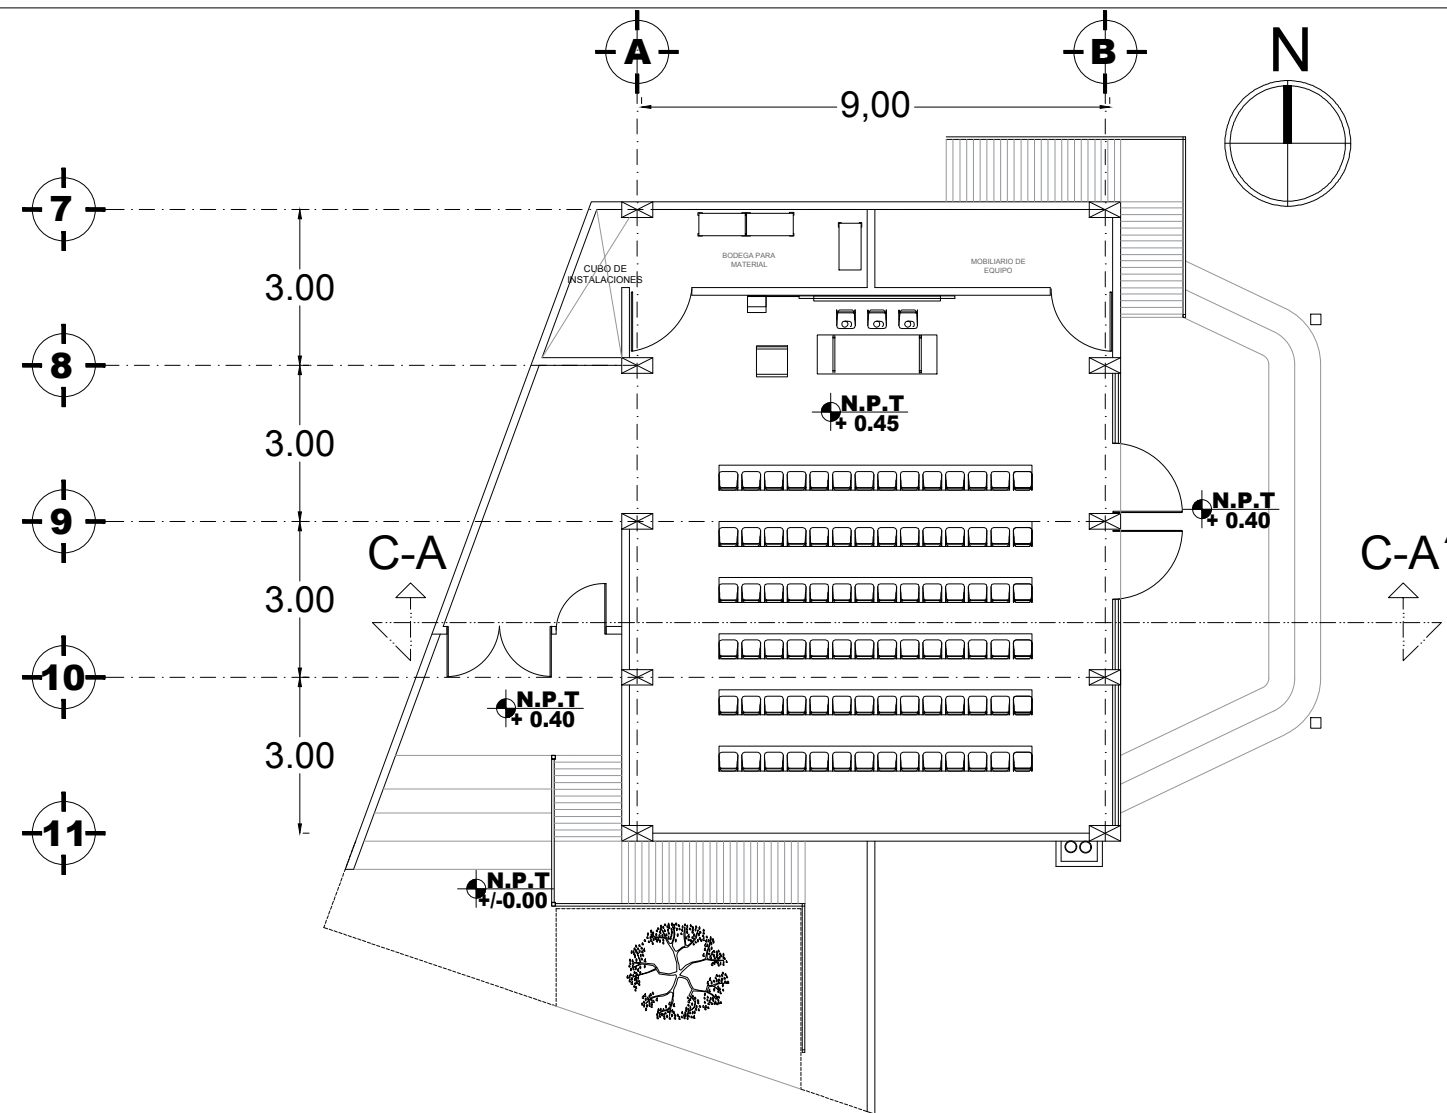 A
B
N
9,00
7
3.00
CUBO DE
INSTALACIONES
BODEGA PARA
MATERIAL
MOBILIARIO DE
EQUIPO
8
3.00
N.P.T
+ 0.45
9
N.P.T
+ 0.40
C-A
C-A´
3.00
10
N.P.T
+ 0.40
3.00
11
N.P.T
+/-0.00